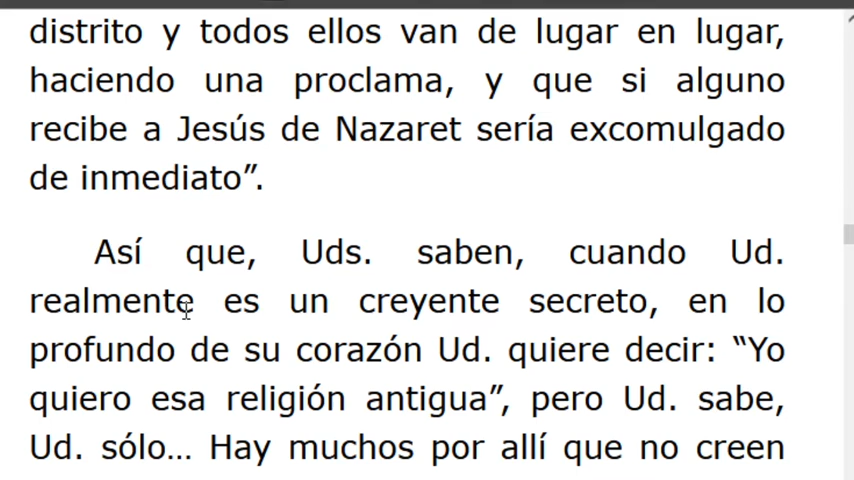 distrito y todos ellos van de lugar en lugar,
haciendo una proclama, y que si alguno
recibe a Jesús de Nazaret sería excomulgado
de inmediato”.
Así que, Uds. saben, cuando Ud.
realmente es un creyente secreto, en lo
profundo de su corazón Ud. quiere decir: “Yo
quiero esa religión antigua”, pero Ud. sabe,
Ud. sólo… Hay muchos por allí que no creen